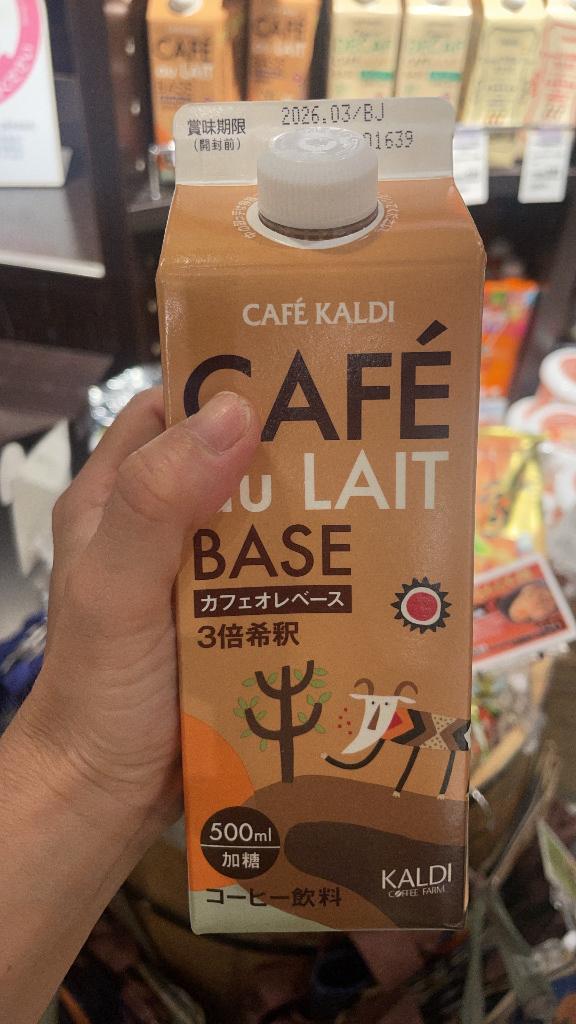 賞味期限
(開封前)
2026.03/BJ
01639
CAFÉ KALDI
CAFÉ
au LAIT
BASE
カフェオレベース
3倍希釈
500ml
加糖
コーヒー飲料
KALDI
COFFEE FARM
CAFÉ
au LAIT